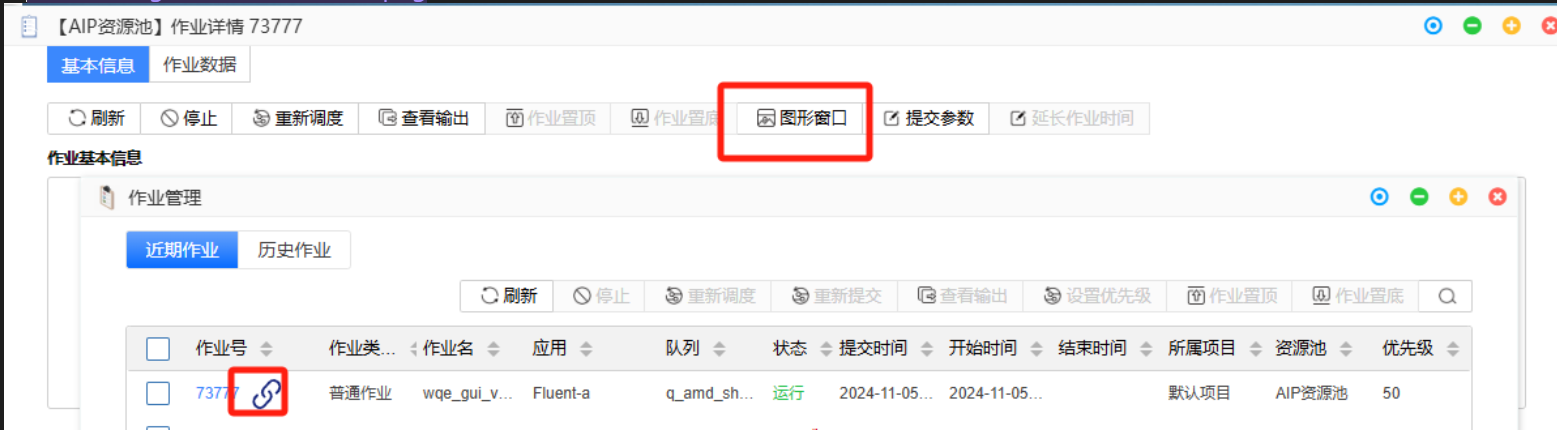 【AIP资源池】作业详情 73777
基本信息 作业数据
刷新 停止 重新调度 查看输出 作业置顶 作业置底 图形窗口 提交参数 延长作业时间
作业基本信息
作业管理
近期作业 历史作业
刷新 停止 重新调度 重新提交 查看输出 设置优先级 作业置顶 作业置底
作业号 作业类... 作业名 应用 队列 状态 提交时间 开始时间 结束时间 所属项目 资源池 优先级
73777 普通作业 wqe_gui_v... Fluent-a q_amd_sh... 运行 2024-11-05... 2024-11-05... 默认项目 AIP资源池 50